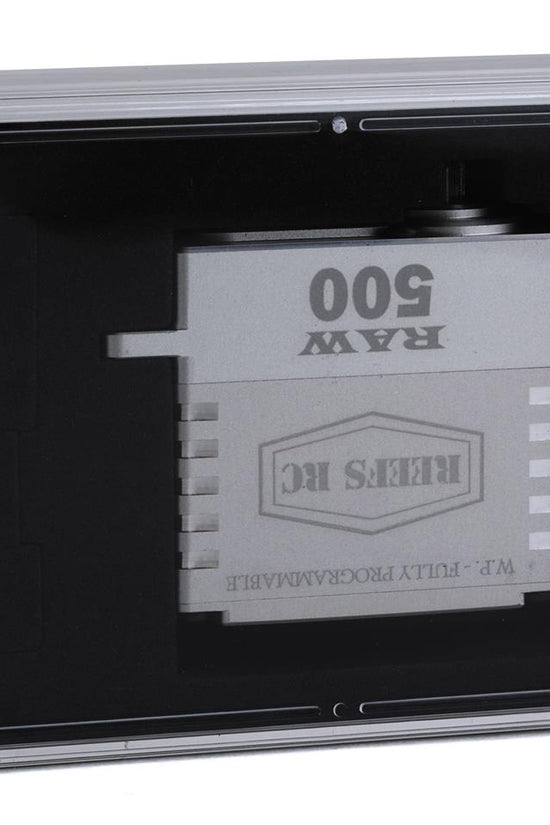 W.P. - FULLY PROGRAMMABLE
REEFS RC
RAW
500